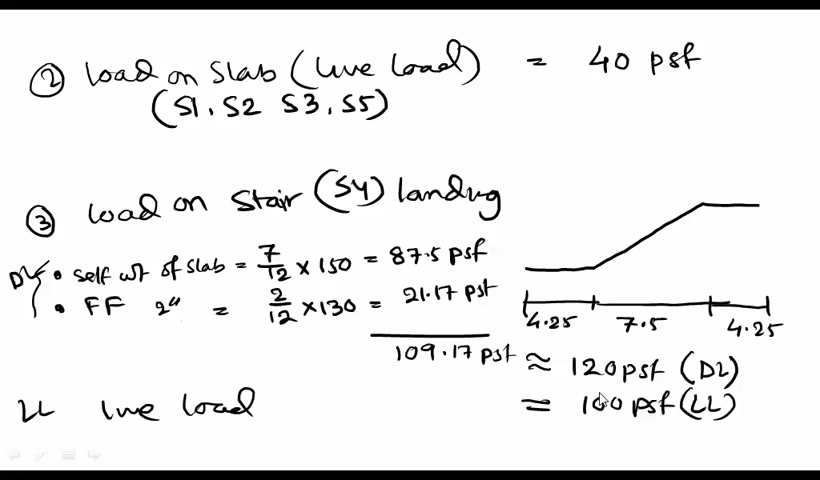 ② Load on Slab (live load) = 40 psf
(S1, S2 S3, S5)
③ Load on Stair (S4) landing
DL • self wt of slab = 7/12 × 150 = 87.5 psf
• FF 2" = 2/12 × 130 = 21.17 psf
109.17 psf ≈ 120 psf (DL)
LL live load = 100 psf (LL)
4.25 7.5 4.25